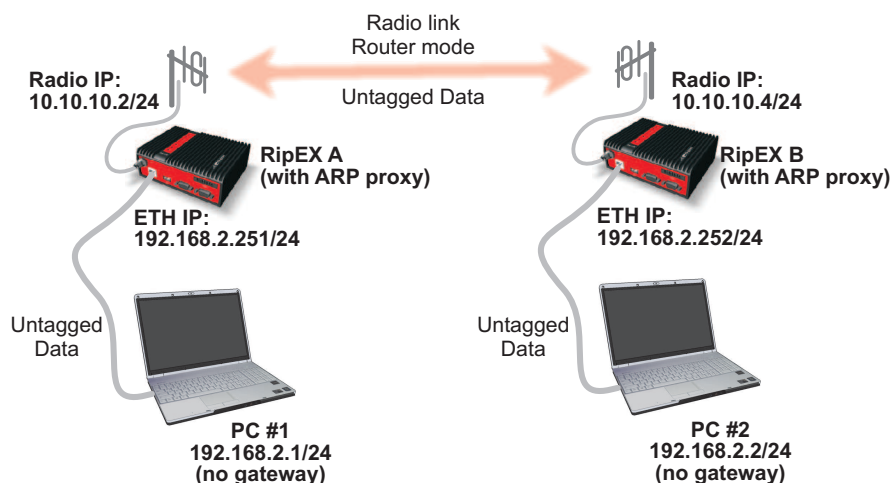 Radio link
Router mode
Untagged Data
Radio IP:
10.10.10.2/24
RipEX A
(with ARP proxy)
ETH IP:
192.168.2.251/24
Untagged
Data
PC #1
192.168.2.1/24
(no gateway)
Radio IP:
10.10.10.4/24
RipEX B
(with ARP proxy)
ETH IP:
192.168.2.252/24
Untagged
Data
PC #2
192.168.2.2/24
(no gateway)